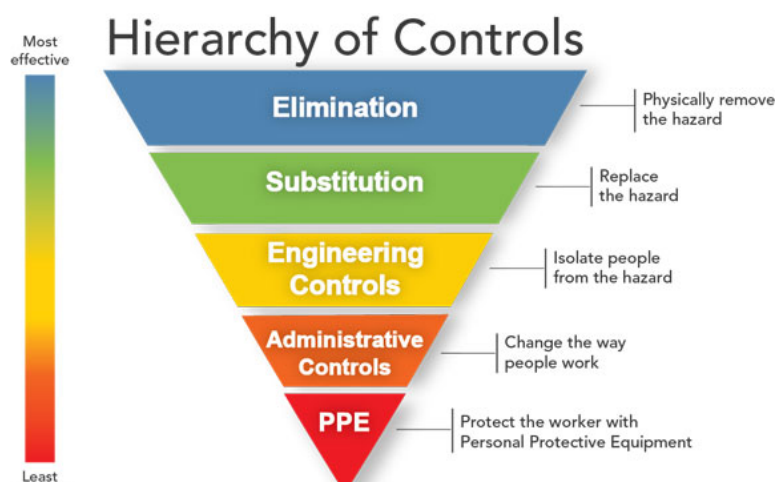 Hierarchy of Controls
Most
effective
Elimination
Physically remove
the hazard
Substitution
Replace
the hazard
Engineering
Controls
Isolate people
from the hazard
Administrative
Controls
Change the way
people work
PPE
Protect the worker with
Personal Protective Equipment
Least